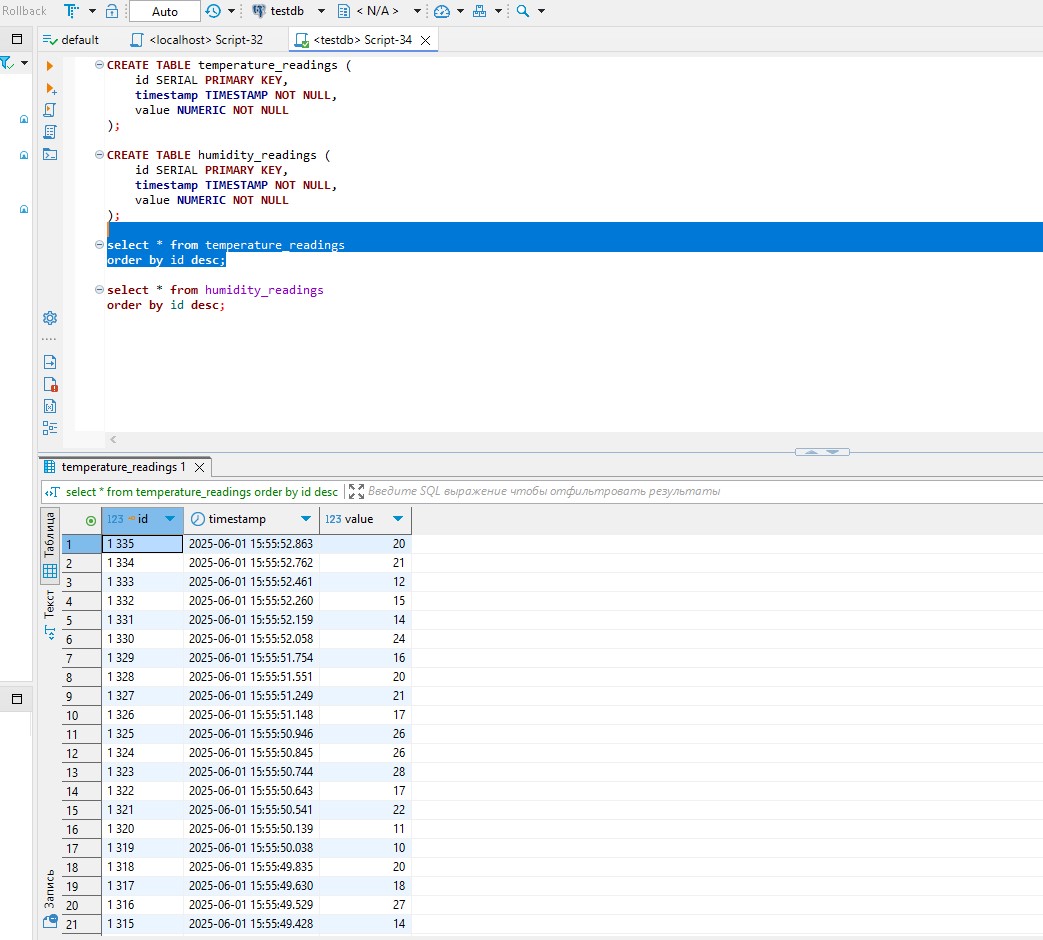 Rollback Auto testdb < N/A >
default <localhost> Script-32 <testdb> Script-34
CREATE TABLE temperature_readings (
id SERIAL PRIMARY KEY,
timestamp TIMESTAMP NOT NULL,
value NUMERIC NOT NULL
);
CREATE TABLE humidity_readings (
id SERIAL PRIMARY KEY,
timestamp TIMESTAMP NOT NULL,
value NUMERIC NOT NULL
);
select * from temperature_readings
order by id desc;
select * from humidity_readings
order by id desc;
temperature_readings 1
select * from temperature_readings order by id desc Введите SQL выражение чтобы отфильтровать результаты
Таблица
Текст
Запись
123 id timestamp 123 value
1 1 335 2025-06-01 15:55:52.863 20
2 1 334 2025-06-01 15:55:52.762 21
3 1 333 2025-06-01 15:55:52.461 12
4 1 332 2025-06-01 15:55:52.260 15
5 1 331 2025-06-01 15:55:52.159 14
6 1 330 2025-06-01 15:55:52.058 24
7 1 329 2025-06-01 15:55:51.754 16
8 1 328 2025-06-01 15:55:51.551 20
9 1 327 2025-06-01 15:55:51.249 21
10 1 326 2025-06-01 15:55:51.148 17
11 1 325 2025-06-01 15:55:50.946 26
12 1 324 2025-06-01 15:55:50.845 26
13 1 323 2025-06-01 15:55:50.744 28
14 1 322 2025-06-01 15:55:50.643 17
15 1 321 2025-06-01 15:55:50.541 22
16 1 320 2025-06-01 15:55:50.139 11
17 1 319 2025-06-01 15:55:50.038 10
18 1 318 2025-06-01 15:55:49.835 20
19 1 317 2025-06-01 15:55:49.630 18
20 1 316 2025-06-01 15:55:49.529 27
21 1 315 2025-06-01 15:55:49.428 14